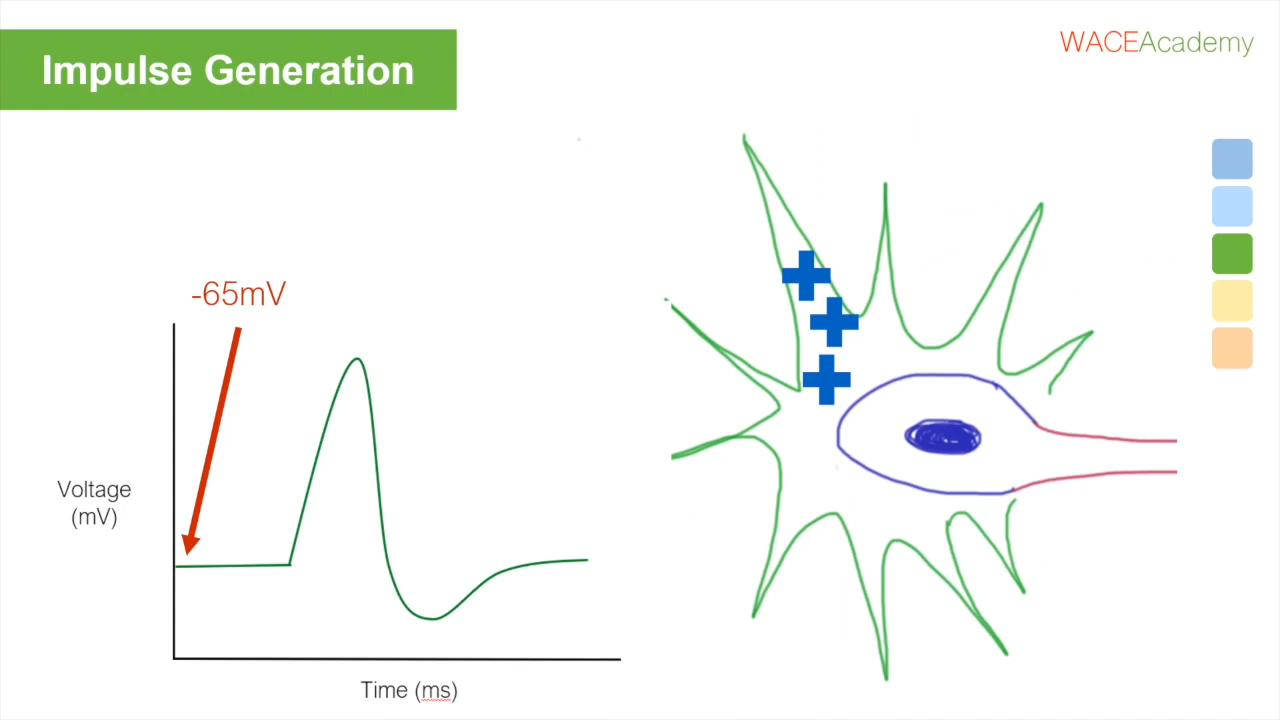 Impulse Generation
WACEAcademy
-65mV
Voltage
(mV)
Time (ms)